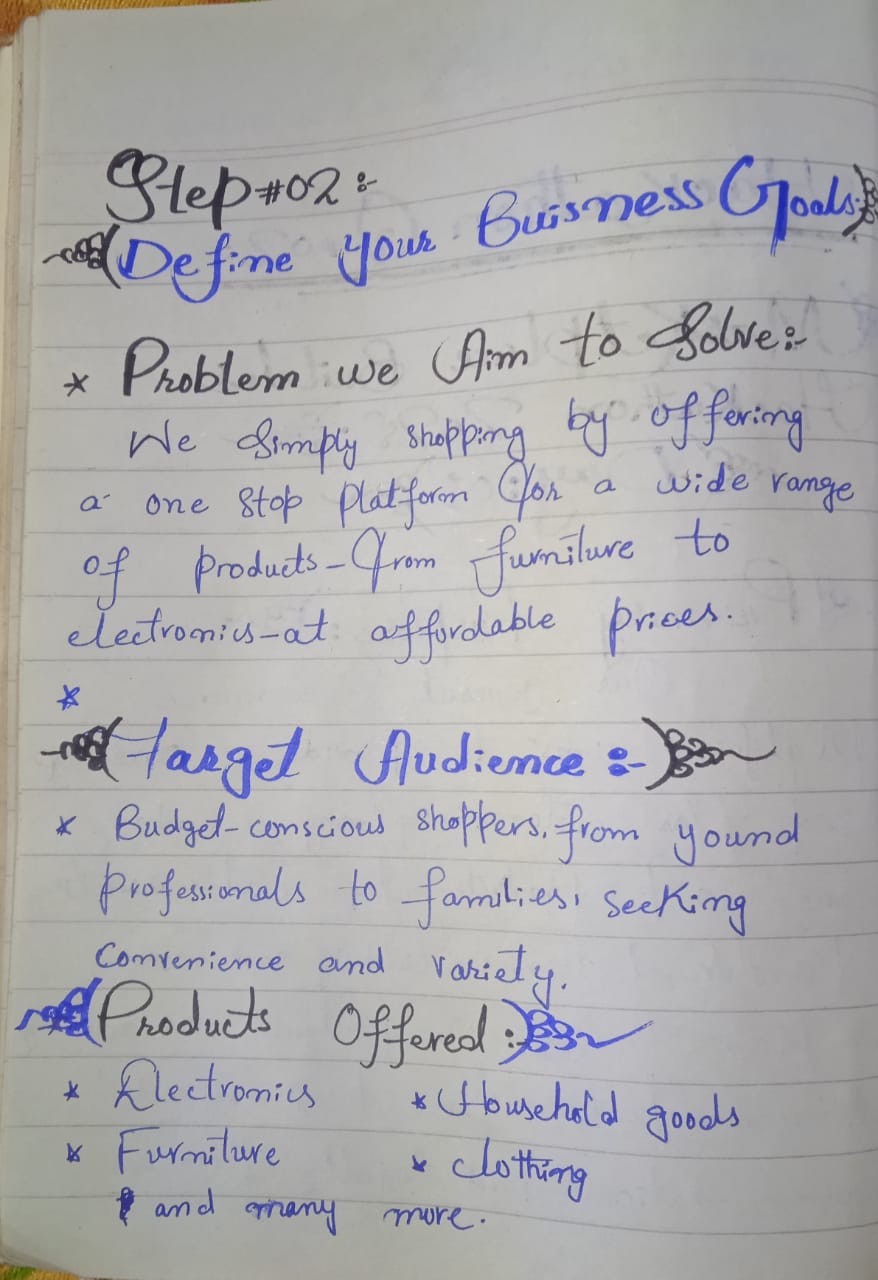 Step #02:-
Define your Buisness Goals:
* Problem we Aim to Solve:-
We Simply shopping by offering
a one stop platform for a wide range
of products - from furniture to
electronics - at affordable prices.
*
Target Audience :-
* Budget-conscious shoppers, from yound
professionals to families, seeking
convenience and variety.
Products Offered :-
* Electronics * Household goods
* Furniture * clothing
and many more.